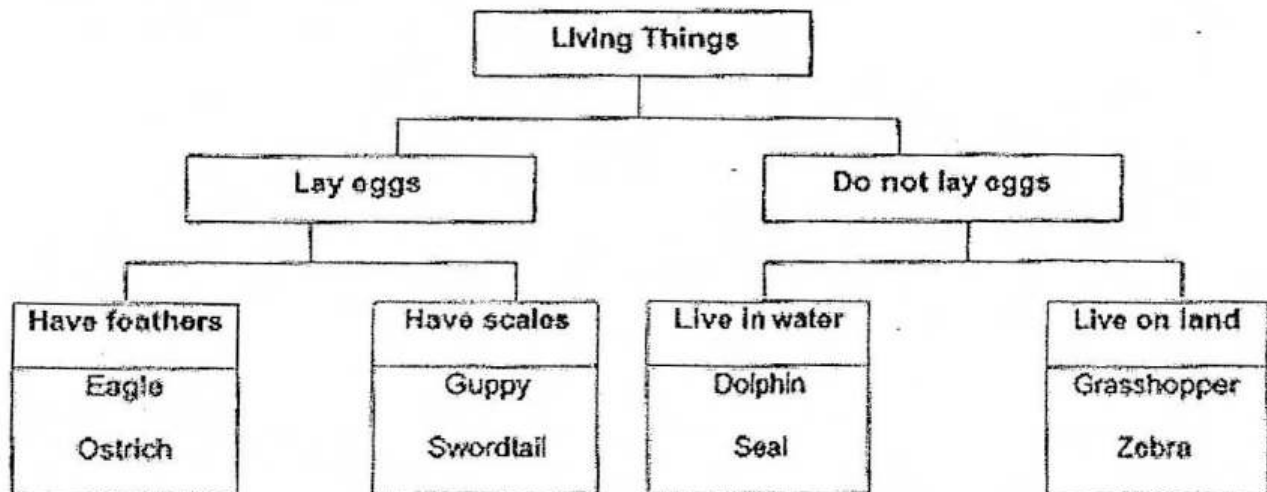 Living Things
Lay eggs
Do not lay eggs
Have feathers
Eagle
Ostrich
Have scales
Guppy
Swordtail
Live in water
Dolphin
Seal
Live on land
Grasshopper
Zebra